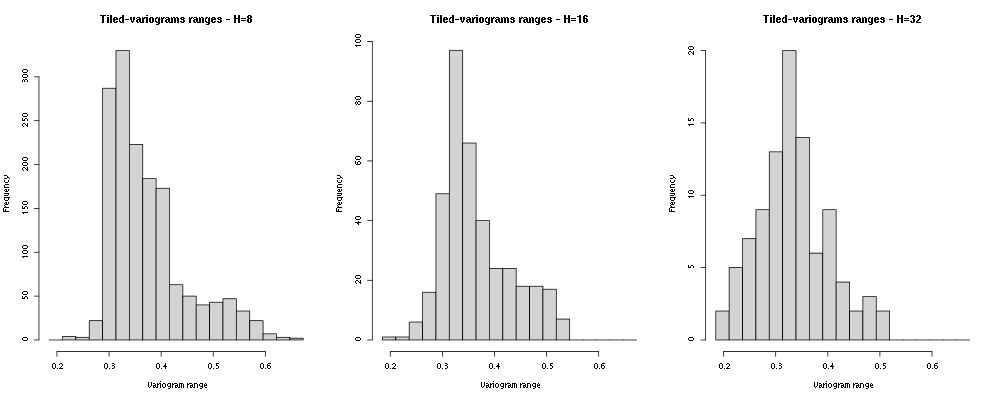 Tiled-variograms ranges - H=8
Frequency
0
50
100
150
200
250
300
0.2 0.3 0.4 0.5 0.6
Variogram range
Tiled-variograms ranges - H=16
Frequency
0
20
40
60
80
100
0.2 0.3 0.4 0.5 0.6
Variogram range
Tiled-variograms ranges - H=32
Frequency
0
5
10
15
20
0.2 0.3 0.4 0.5 0.6
Variogram range